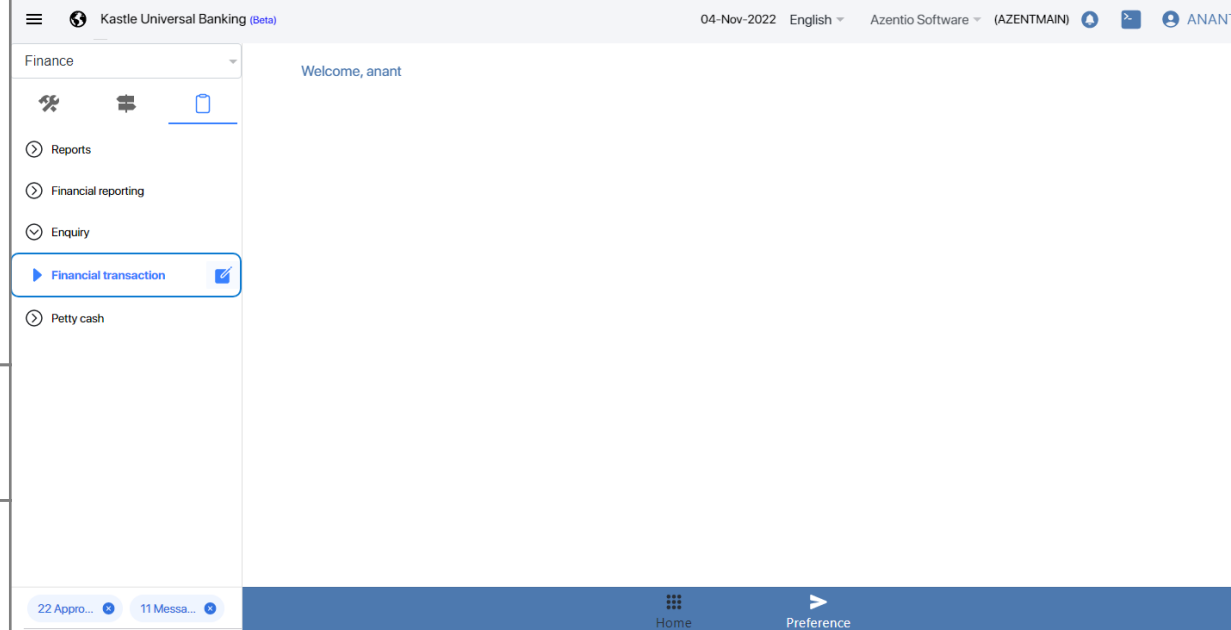 Kastle Universal Banking (Beta)
04-Nov-2022 English Azentio Software (AZENTMAIN) ANANT
Finance
Welcome, anant
Reports
Financial reporting
Enquiry
Financial transaction
Petty cash
22 Appro... 11 Messa...
Home Preference